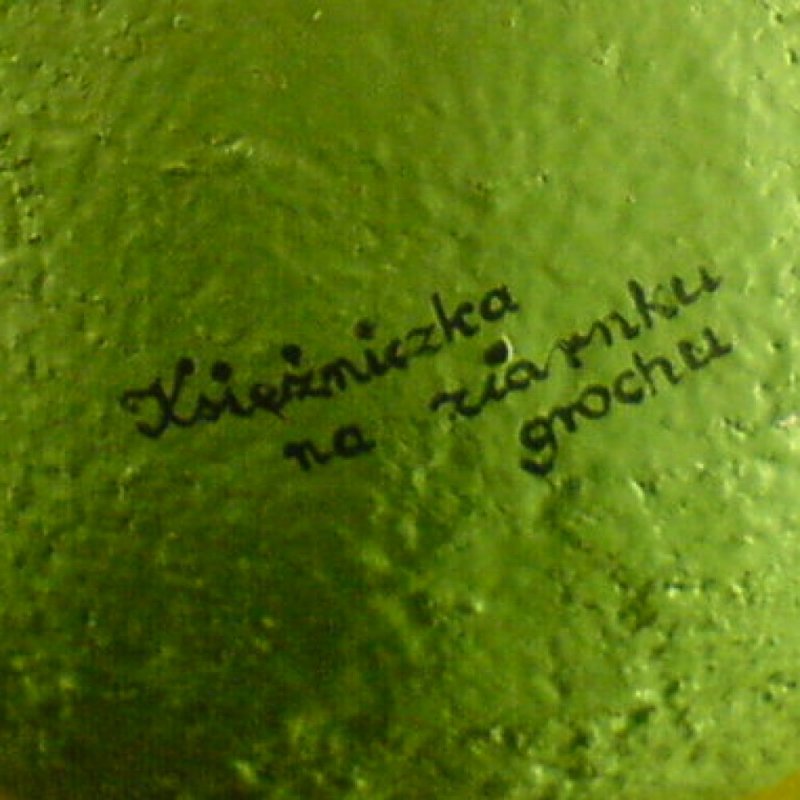 Księżniczka
na ziarnku
grochu